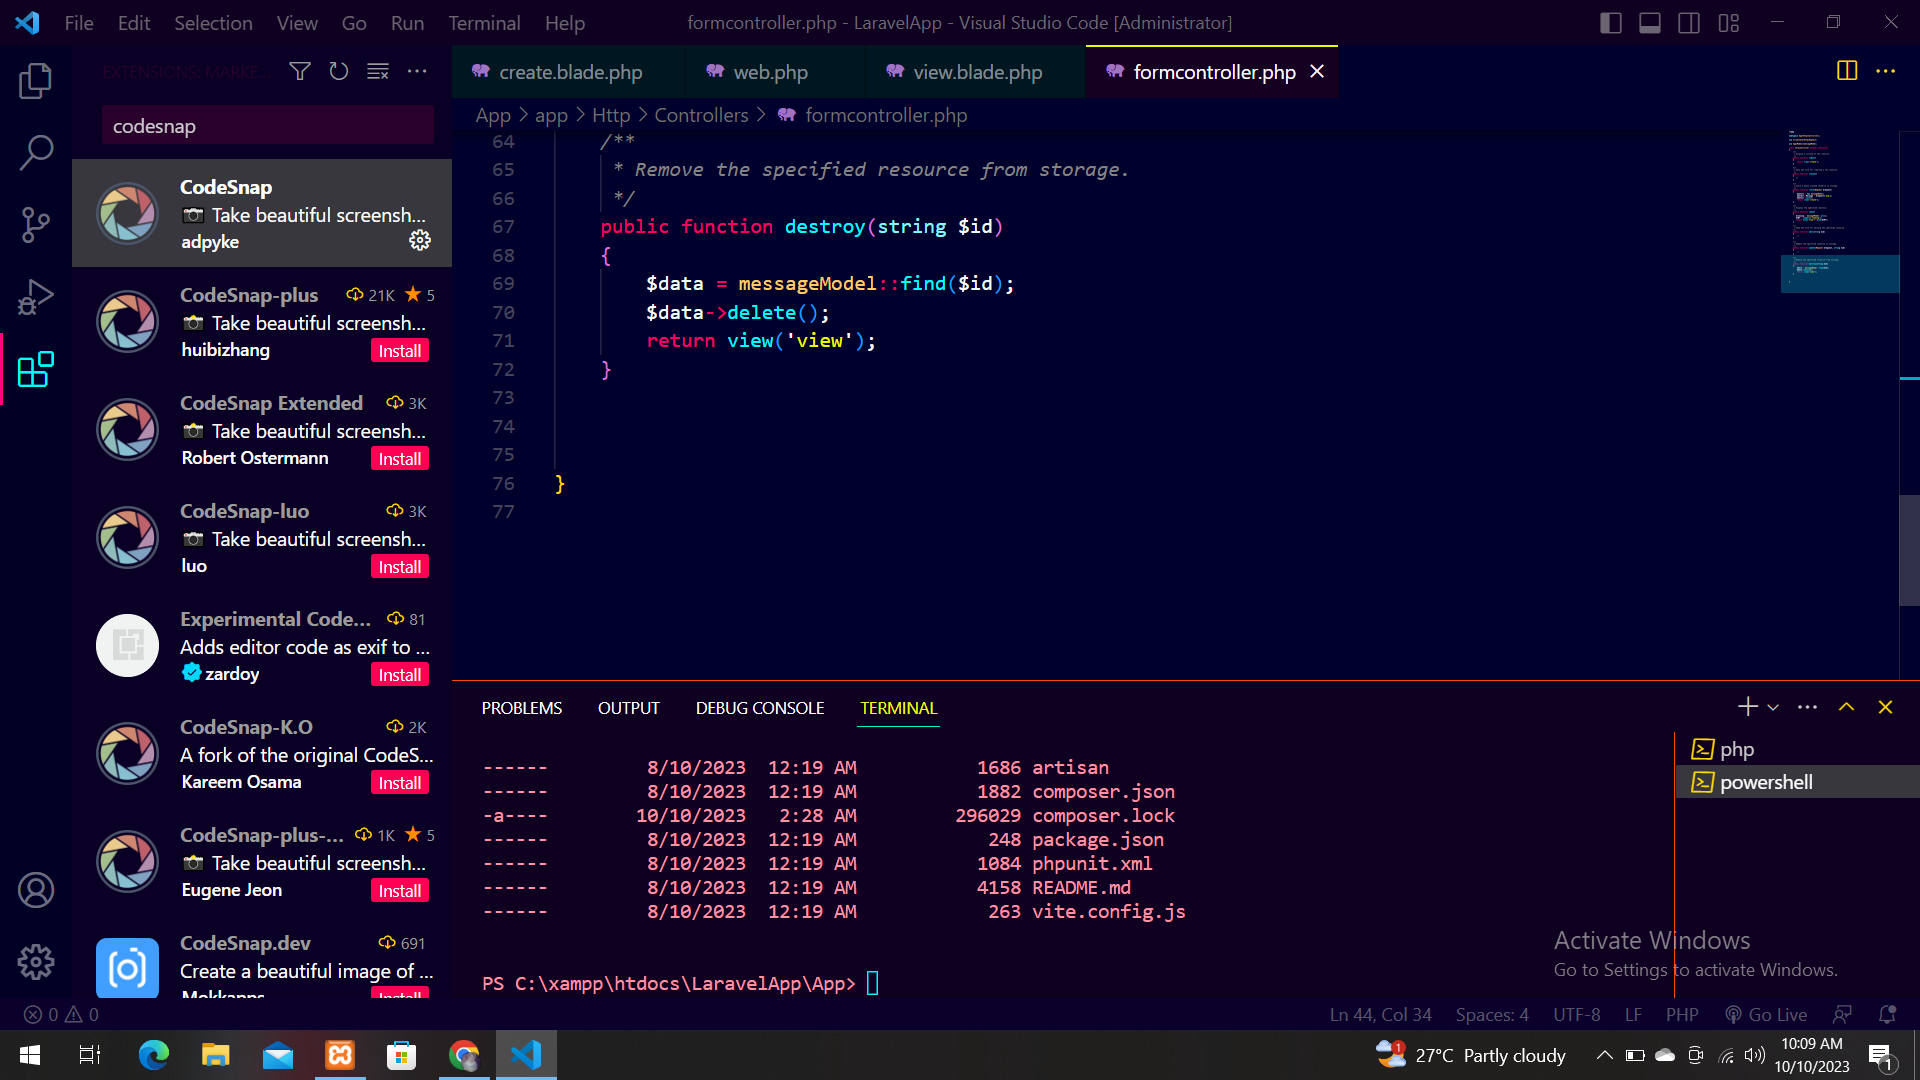 File Edit Selection View Go Run Terminal Help
formcontroller.php - LaravelApp - Visual Studio Code [Administrator]
EXTENSIONS: MARKE...
codesnap
CodeSnap
Take beautiful screensh...
adpyke
CodeSnap-plus 21K 5
Take beautiful screensh...
huibizhang Install
CodeSnap Extended 3K
Take beautiful screensh...
Robert Ostermann Install
CodeSnap-luo 3K
Take beautiful screensh...
luo Install
Experimental Code... 81
Adds editor code as exif to ...
zardoy Install
CodeSnap-K.O 2K
A fork of the original CodeS...
Kareem Osama Install
CodeSnap-plus-... 1K 5
Take beautiful screensh...
Eugene Jeon Install
CodeSnap.dev 691
Create a beautiful image of ...
Mokkapps Install
create.blade.php web.php view.blade.php formcontroller.php
App > app > Http > Controllers > formcontroller.php
64 /**
65 * Remove the specified resource from storage.
66 */
67 public function destroy(string $id)
68 {
69 $data = messageModel::find($id);
70 $data->delete();
71 return view('view');
72 }
73
74
75
76 }
77
PROBLEMS OUTPUT DEBUG CONSOLE TERMINAL
------ 8/10/2023 12:19 AM 1686 artisan
------ 8/10/2023 12:19 AM 1882 composer.json
-a---- 10/10/2023 2:28 AM 296029 composer.lock
------ 8/10/2023 12:19 AM 248 package.json
------ 8/10/2023 12:19 AM 1084 phpunit.xml
------ 8/10/2023 12:19 AM 4158 README.md
------ 8/10/2023 12:19 AM 263 vite.config.js
PS C:\xampp\htdocs\LaravelApp\App>
php
powershell
Activate Windows
Go to Settings to activate Windows.
0 0
Ln 44, Col 34 Spaces: 4 UTF-8 LF PHP Go Live
1 27°C Partly cloudy
10:09 AM
10/10/2023
1